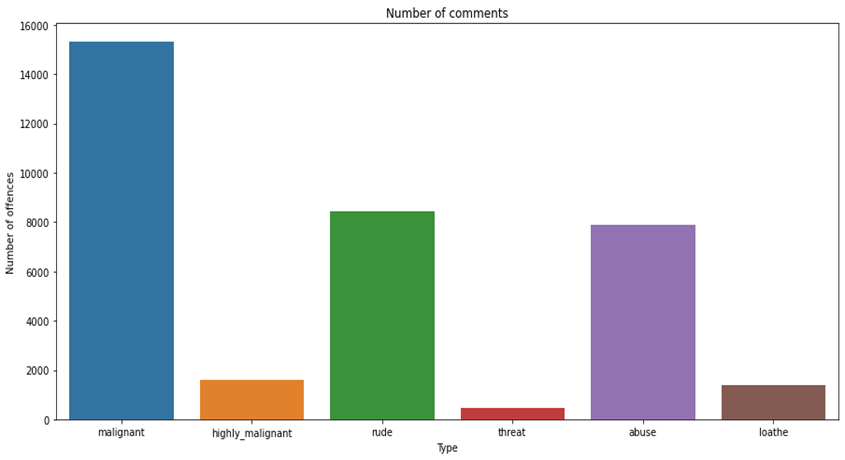 Number of comments
Number of offences
16000
14000
12000
10000
8000
6000
4000
2000
0
malignant highly_malignant rude threat abuse loathe
Type